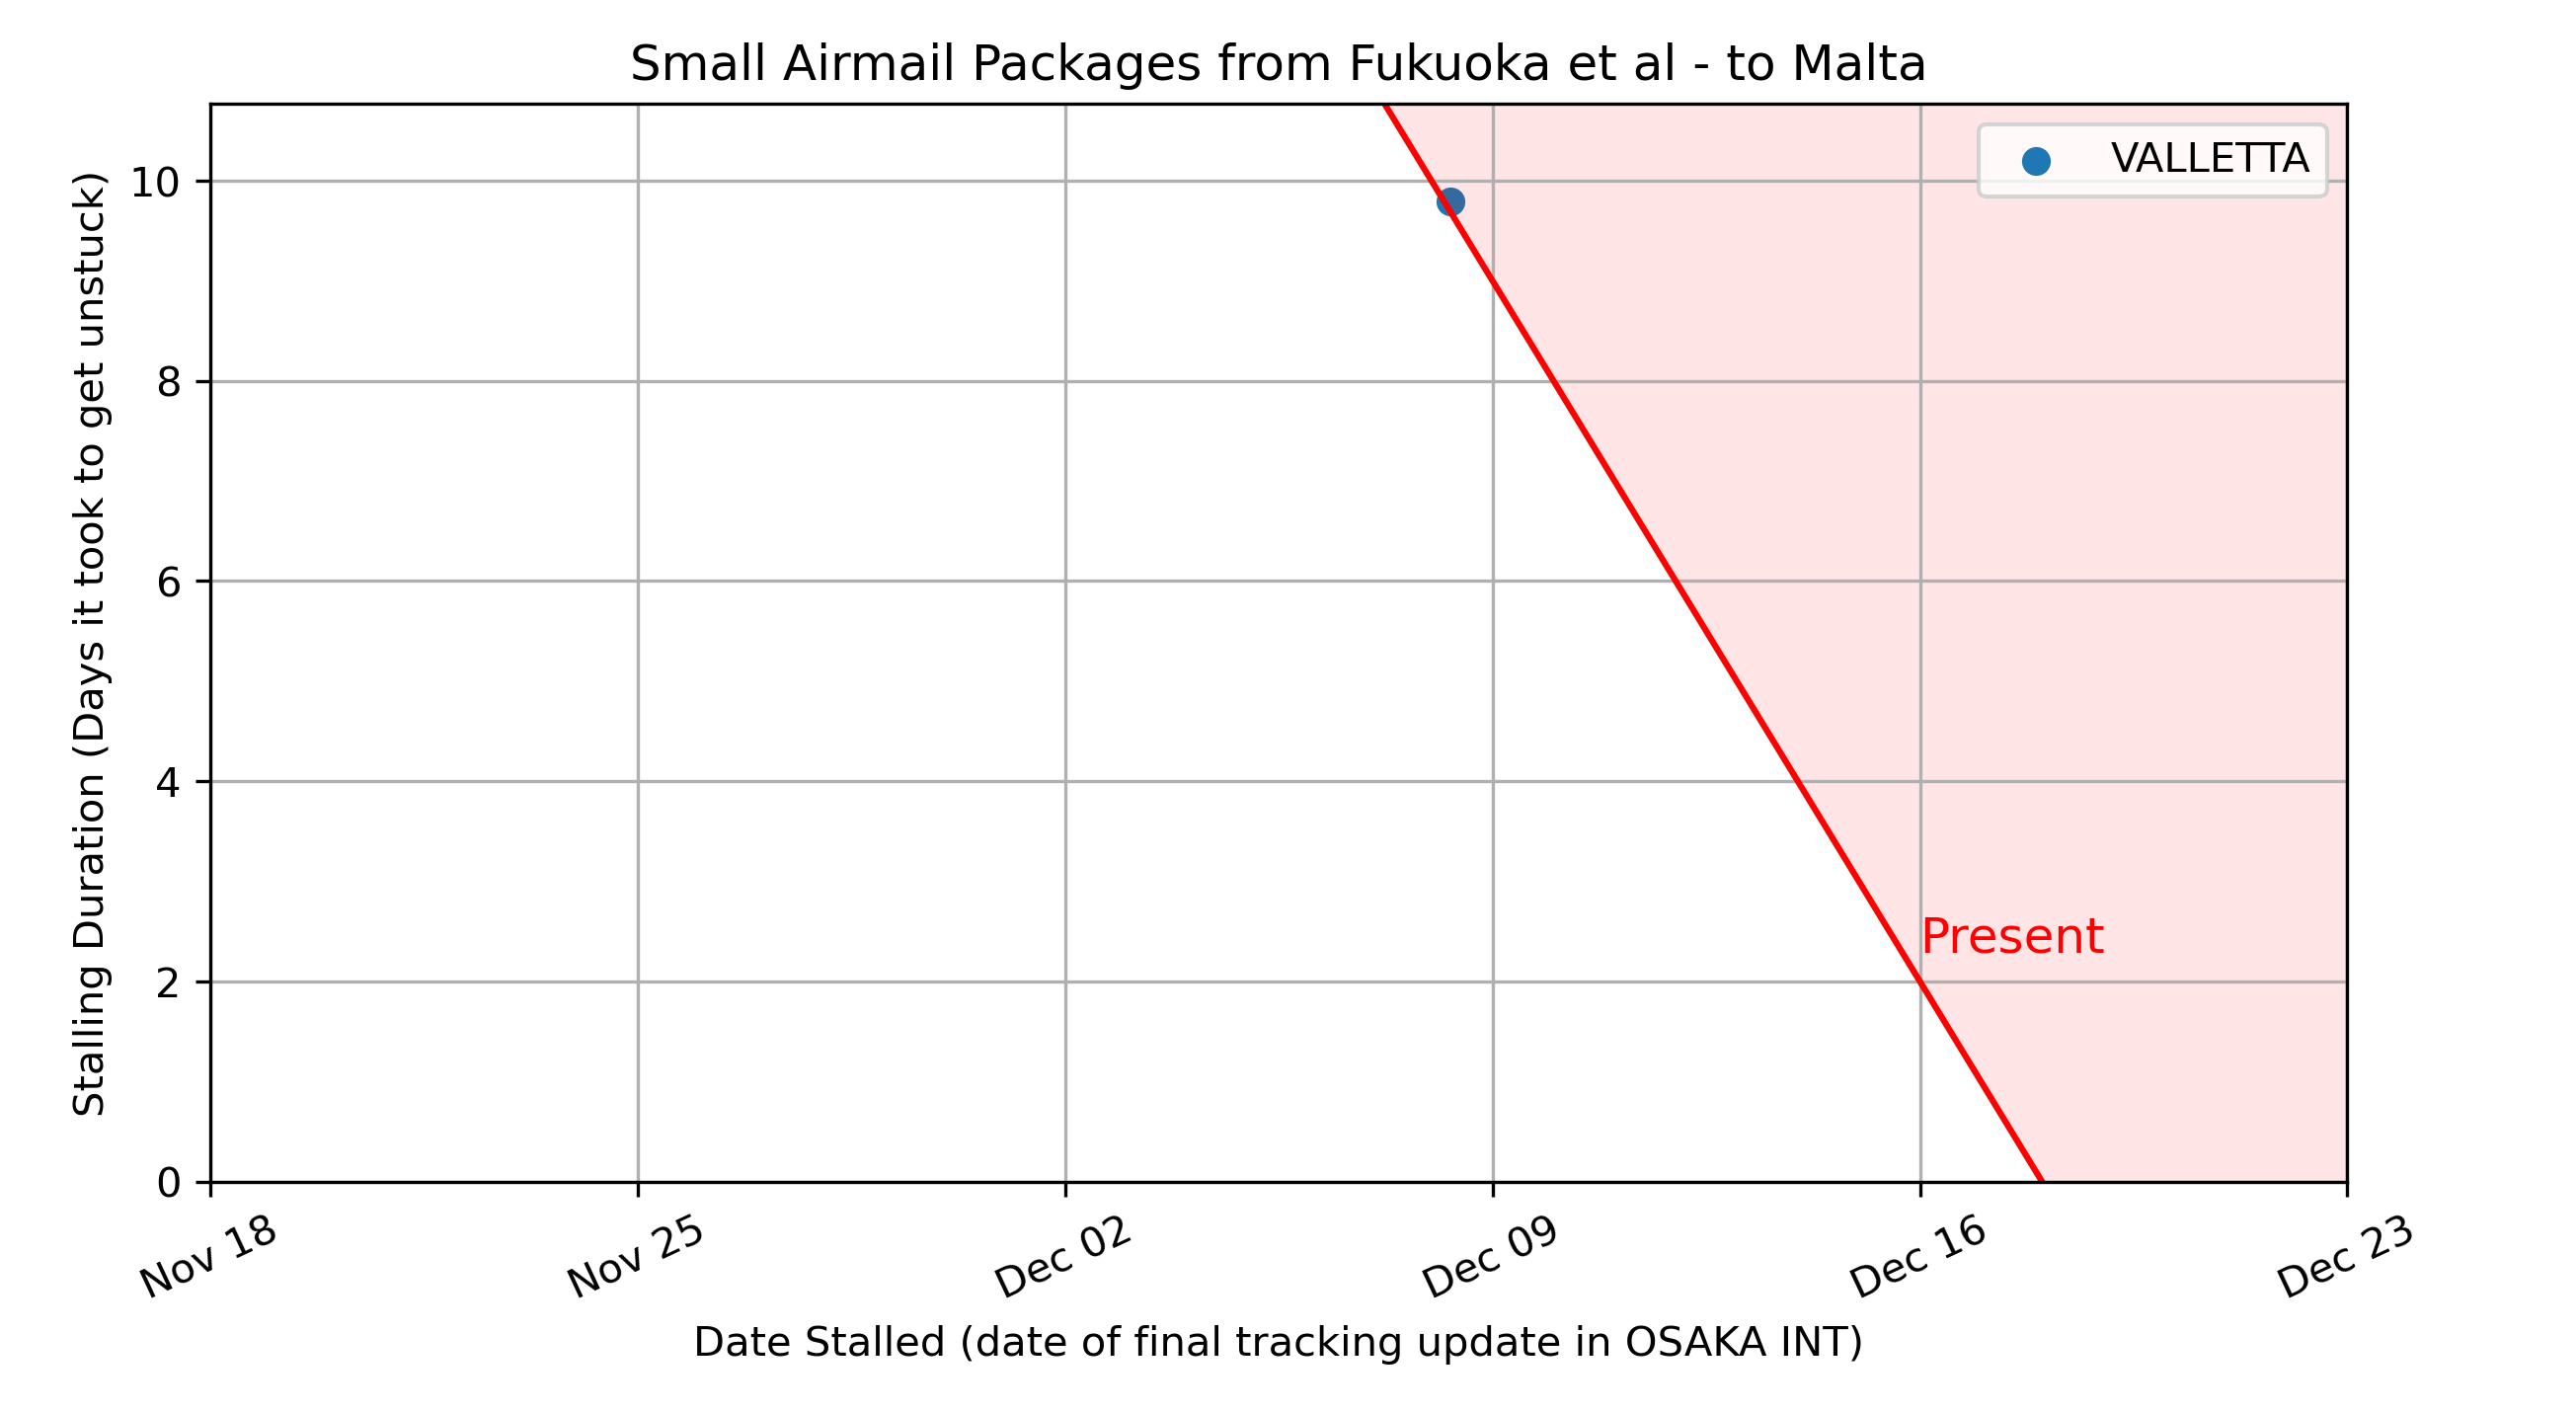 Small Airmail Packages from Fukuoka et al - to Malta
VALLETTA
Stalling Duration (Days it took to get unstuck)
10
8
6
4
2
0
Present
Nov 18
Nov 25
Dec 02
Dec 09
Dec 16
Dec 23
Date Stalled (date of final tracking update in OSAKA INT)